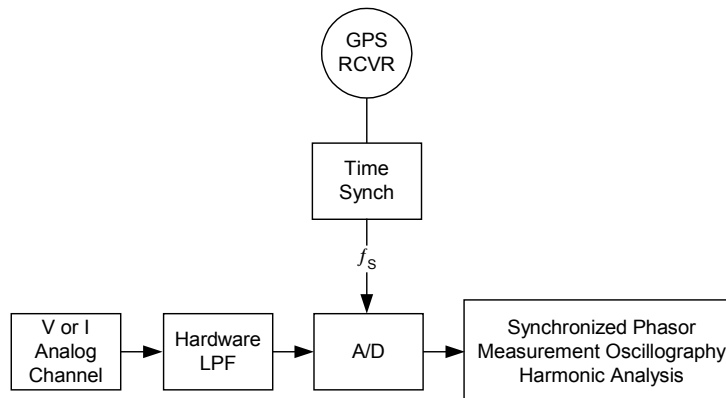 GPS
RCVR
Time
Synch
fS
V or I
Analog
Channel
Hardware
LPF
A/D
Synchronized Phasor
Measurement Oscillography
Harmonic Analysis